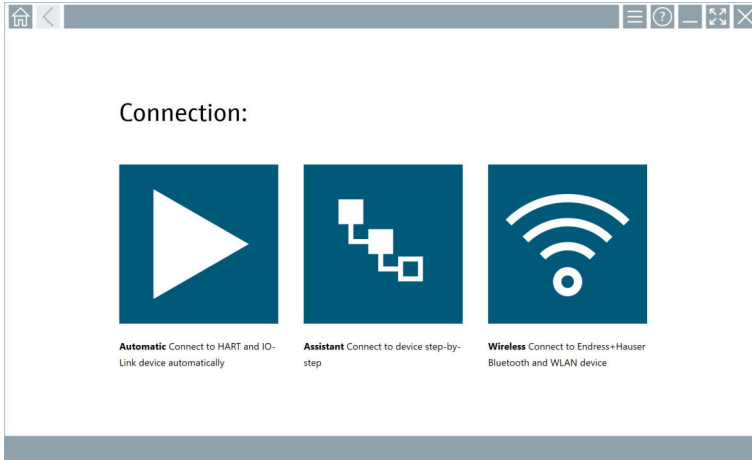 Connection:
Automatic Connect to HART and IO-
Link device automatically
Assistant Connect to device step-by-
step
Wireless Connect to Endress+Hauser
Bluetooth and WLAN device